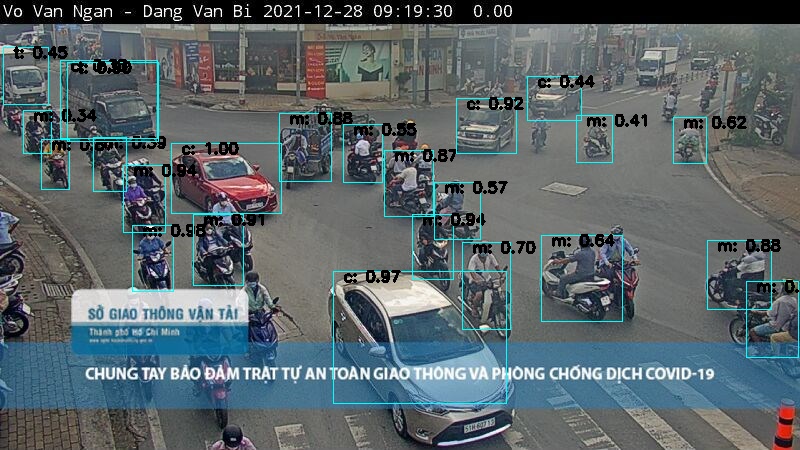 Vo Van Ngan - Dang Van Bi 2021-12-28 09:19:30 0.00
t: 0.45
c: 0.44
c: 0.92
m: 0.34
m: 0.88
m: 0.55
m: 0.41
m: 0.62
c: 1.00
m: 0.87
m: 0.94
m: 0.57
m: 0.91
m: 0.94
m: 0.98
m: 0.70
m: 0.64
m: 0.88
c: 0.97
SỞ GIAO THÔNG VẬN TẢI
Thành phố Hồ Chí Minh
CHUNG TAY BẢO ĐẢM TRẬT TỰ AN TOÀN GIAO THÔNG VÀ PHÒNG CHỐNG DỊCH COVID-19